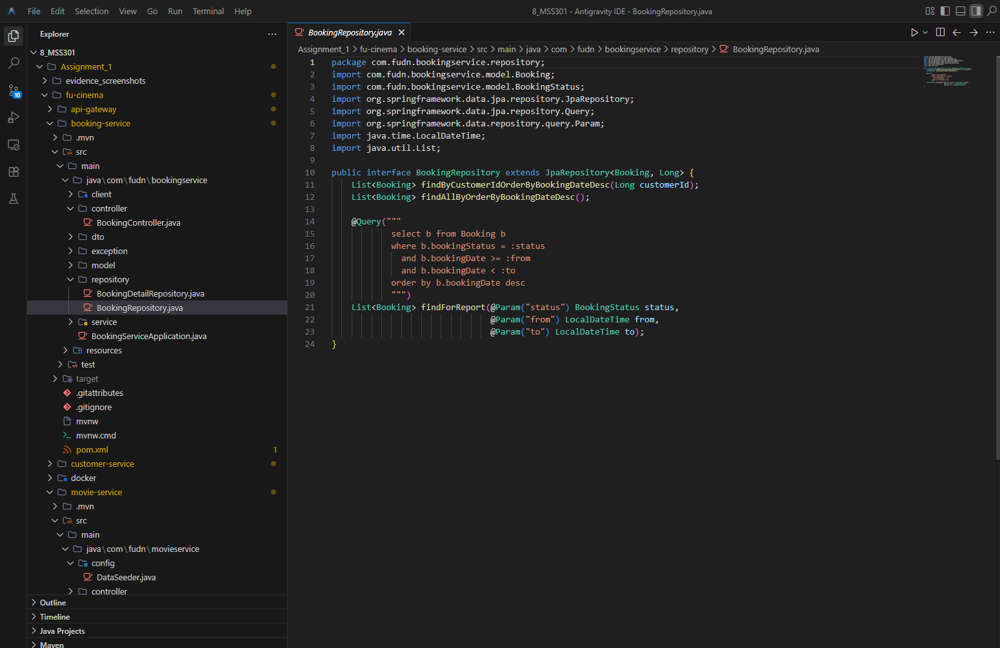 File Edit Selection View Go Run Terminal Help
8_MSS301 - Antigravity IDE - BookingRepository.java
Explorer
8_MSS301
Assignment_1
evidence_screenshots
fu-cinema
api-gateway
booking-service
.mvn
src
main
java\com\fudn\bookingservice
client
controller
BookingController.java
dto
exception
model
repository
BookingDetailRepository.java
BookingRepository.java
service
BookingServiceApplication.java
resources
test
target
.gitattributes
.gitignore
mvnw
mvnw.cmd
pom.xml 1
customer-service
docker
movie-service
.mvn
src
main
java\com\fudn\movieservice
config
DataSeeder.java
controller
Outline
Timeline
Java Projects
Maven
10
BookingRepository.java
Assignment_1 > fu-cinema > booking-service > src > main > java > com > fudn > bookingservice > repository > BookingRepository.java
1 package com.fudn.bookingservice.repository;
2 import com.fudn.bookingservice.model.Booking;
3 import com.fudn.bookingservice.model.BookingStatus;
4 import org.springframework.data.jpa.repository.JpaRepository;
5 import org.springframework.data.jpa.repository.Query;
6 import org.springframework.data.repository.query.Param;
7 import java.time.LocalDateTime;
8 import java.util.List;
9
10 public interface BookingRepository extends JpaRepository<Booking, Long> {
11     List<Booking> findByCustomerIdOrderByBookingDateDesc(Long customerId);
12     List<Booking> findAllByOrderByBookingDateDesc();
13
14     @Query("""
15             select b from Booking b
16             where b.bookingStatus = :status
17               and b.bookingDate >= :from
18               and b.bookingDate < :to
19             order by b.bookingDate desc
20             """)
21     List<Booking> findForReport(@Param("status") BookingStatus status,
22                                 @Param("from") LocalDateTime from,
23                                 @Param("to") LocalDateTime to);
24 }